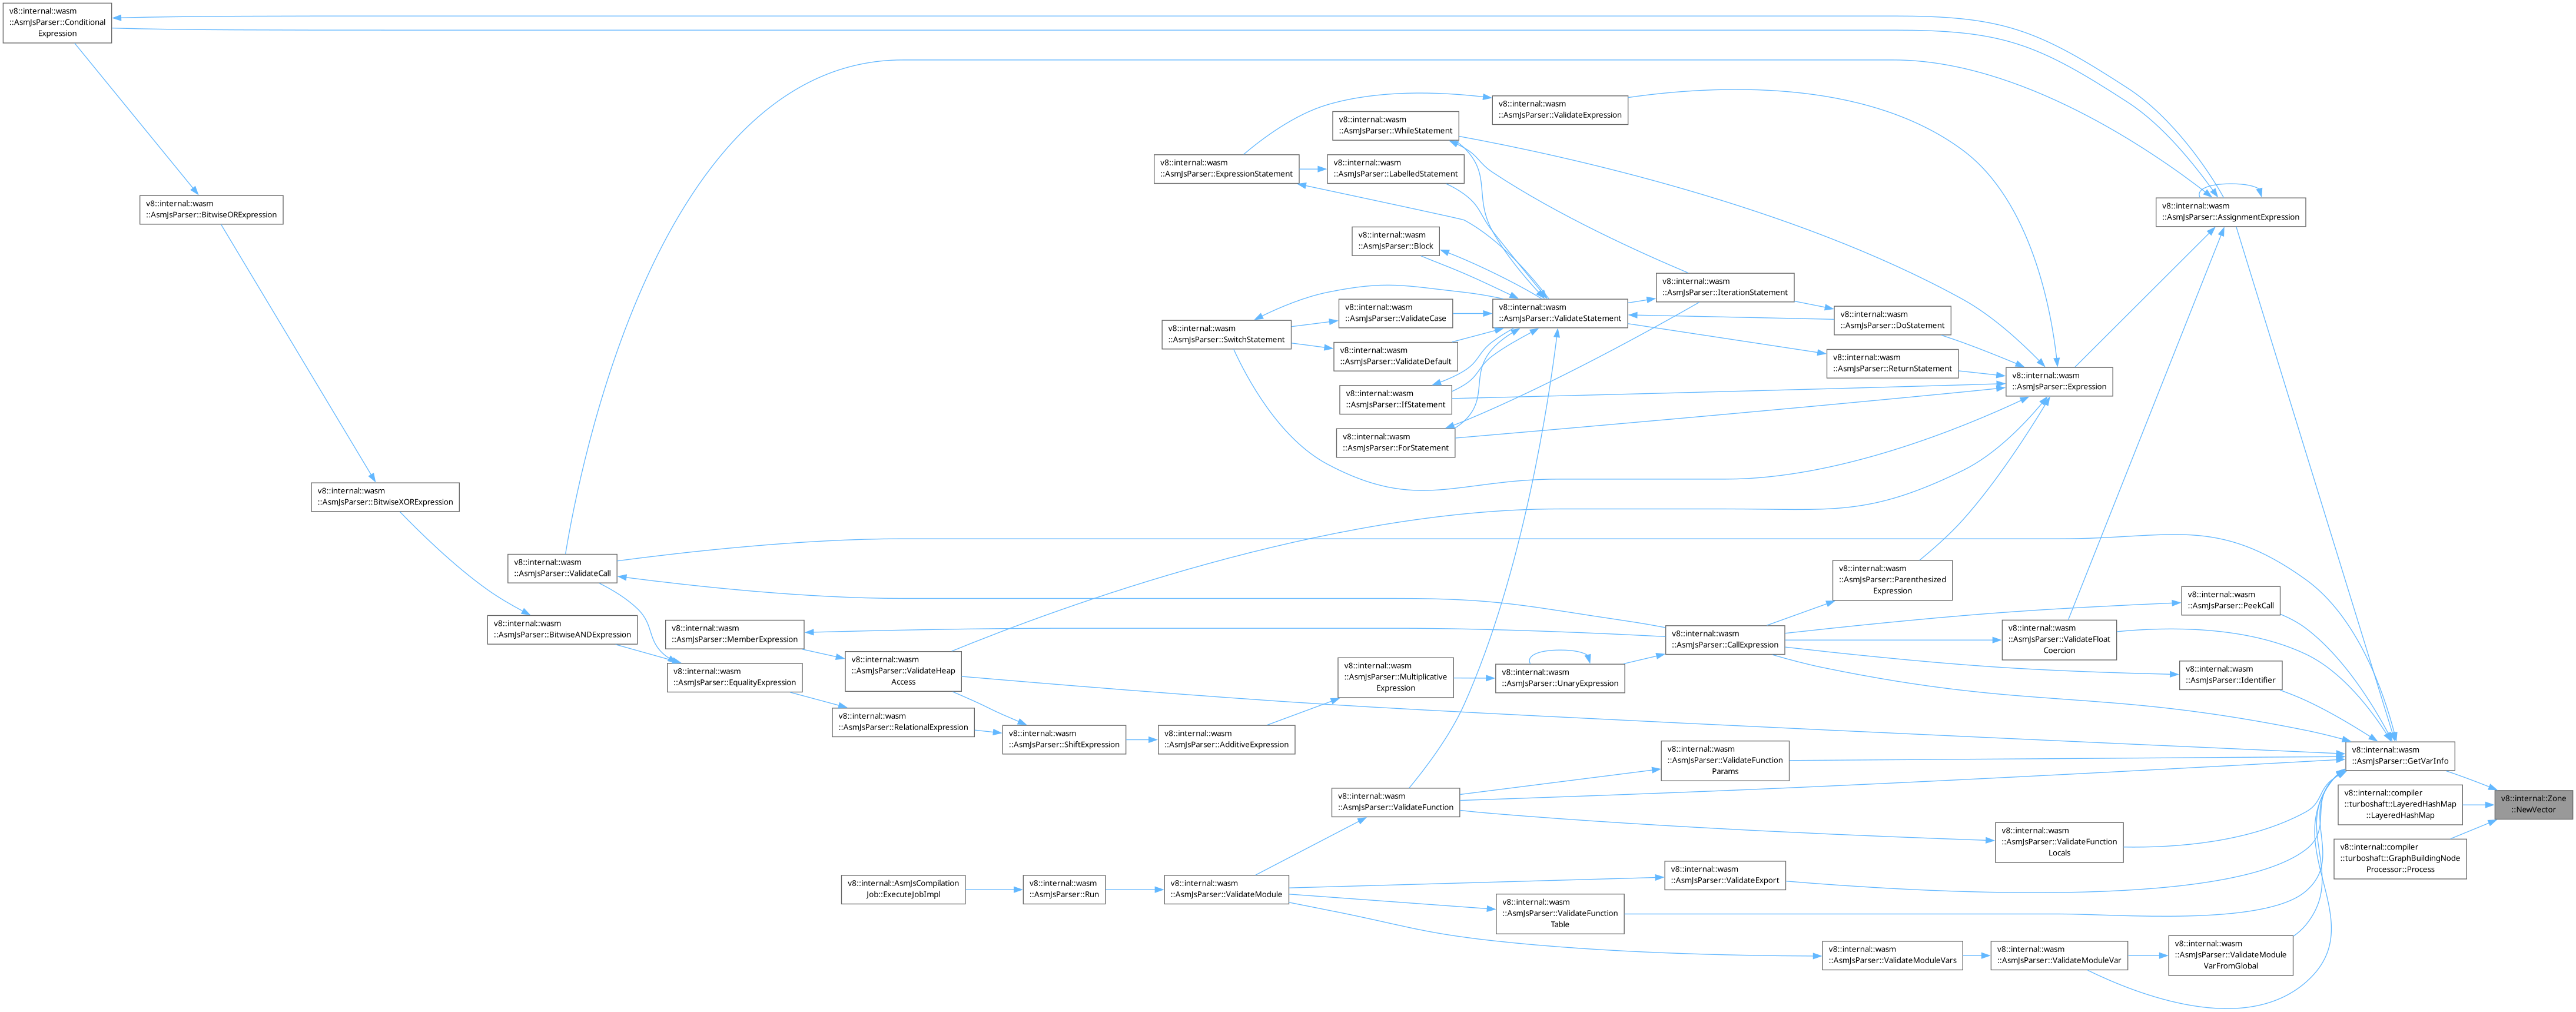 v8::internal::wasm
::AsmJsParser::Conditional
Expression
v8::internal::wasm
::AsmJsParser::ValidateExpression
v8::internal::wasm
::AsmJsParser::WhileStatement
v8::internal::wasm
::AsmJsParser::ExpressionStatement
v8::internal::wasm
::AsmJsParser::LabelledStatement
v8::internal::wasm
::AsmJsParser::BitwiseORExpression
v8::internal::wasm
::AsmJsParser::AssignmentExpression
v8::internal::wasm
::AsmJsParser::Block
v8::internal::wasm
::AsmJsParser::IterationStatement
v8::internal::wasm
::AsmJsParser::ValidateCase
v8::internal::wasm
::AsmJsParser::ValidateStatement
v8::internal::wasm
::AsmJsParser::DoStatement
v8::internal::wasm
::AsmJsParser::SwitchStatement
v8::internal::wasm
::AsmJsParser::ValidateDefault
v8::internal::wasm
::AsmJsParser::ReturnStatement
v8::internal::wasm
::AsmJsParser::Expression
v8::internal::wasm
::AsmJsParser::IfStatement
v8::internal::wasm
::AsmJsParser::ForStatement
v8::internal::wasm
::AsmJsParser::BitwiseXORExpression
v8::internal::wasm
::AsmJsParser::ValidateCall
v8::internal::wasm
::AsmJsParser::Parenthesized
Expression
v8::internal::wasm
::AsmJsParser::PeekCall
v8::internal::wasm
::AsmJsParser::BitwiseANDExpression
v8::internal::wasm
::AsmJsParser::MemberExpression
v8::internal::wasm
::AsmJsParser::CallExpression
v8::internal::wasm
::AsmJsParser::ValidateFloat
Coercion
v8::internal::wasm
::AsmJsParser::EqualityExpression
v8::internal::wasm
::AsmJsParser::ValidateHeap
Access
v8::internal::wasm
::AsmJsParser::Multiplicative
Expression
v8::internal::wasm
::AsmJsParser::UnaryExpression
v8::internal::wasm
::AsmJsParser::Identifier
v8::internal::wasm
::AsmJsParser::RelationalExpression
v8::internal::wasm
::AsmJsParser::ShiftExpression
v8::internal::wasm
::AsmJsParser::AdditiveExpression
v8::internal::wasm
::AsmJsParser::ValidateFunction
Params
v8::internal::wasm
::AsmJsParser::GetVarInfo
v8::internal::wasm
::AsmJsParser::ValidateFunction
v8::internal::compiler
::turboshaft::LayeredHashMap
::LayeredHashMap
v8::internal::Zone
::NewVector
v8::internal::wasm
::AsmJsParser::ValidateFunction
Locals
v8::internal::compiler
::turboshaft::GraphBuildingNode
Processor::Process
v8::internal::AsmJsCompilation
Job::ExecuteJobImpl
v8::internal::wasm
::AsmJsParser::Run
v8::internal::wasm
::AsmJsParser::ValidateModule
v8::internal::wasm
::AsmJsParser::ValidateExport
v8::internal::wasm
::AsmJsParser::ValidateFunction
Table
v8::internal::wasm
::AsmJsParser::ValidateModuleVars
v8::internal::wasm
::AsmJsParser::ValidateModuleVar
v8::internal::wasm
::AsmJsParser::ValidateModule
VarFromGlobal